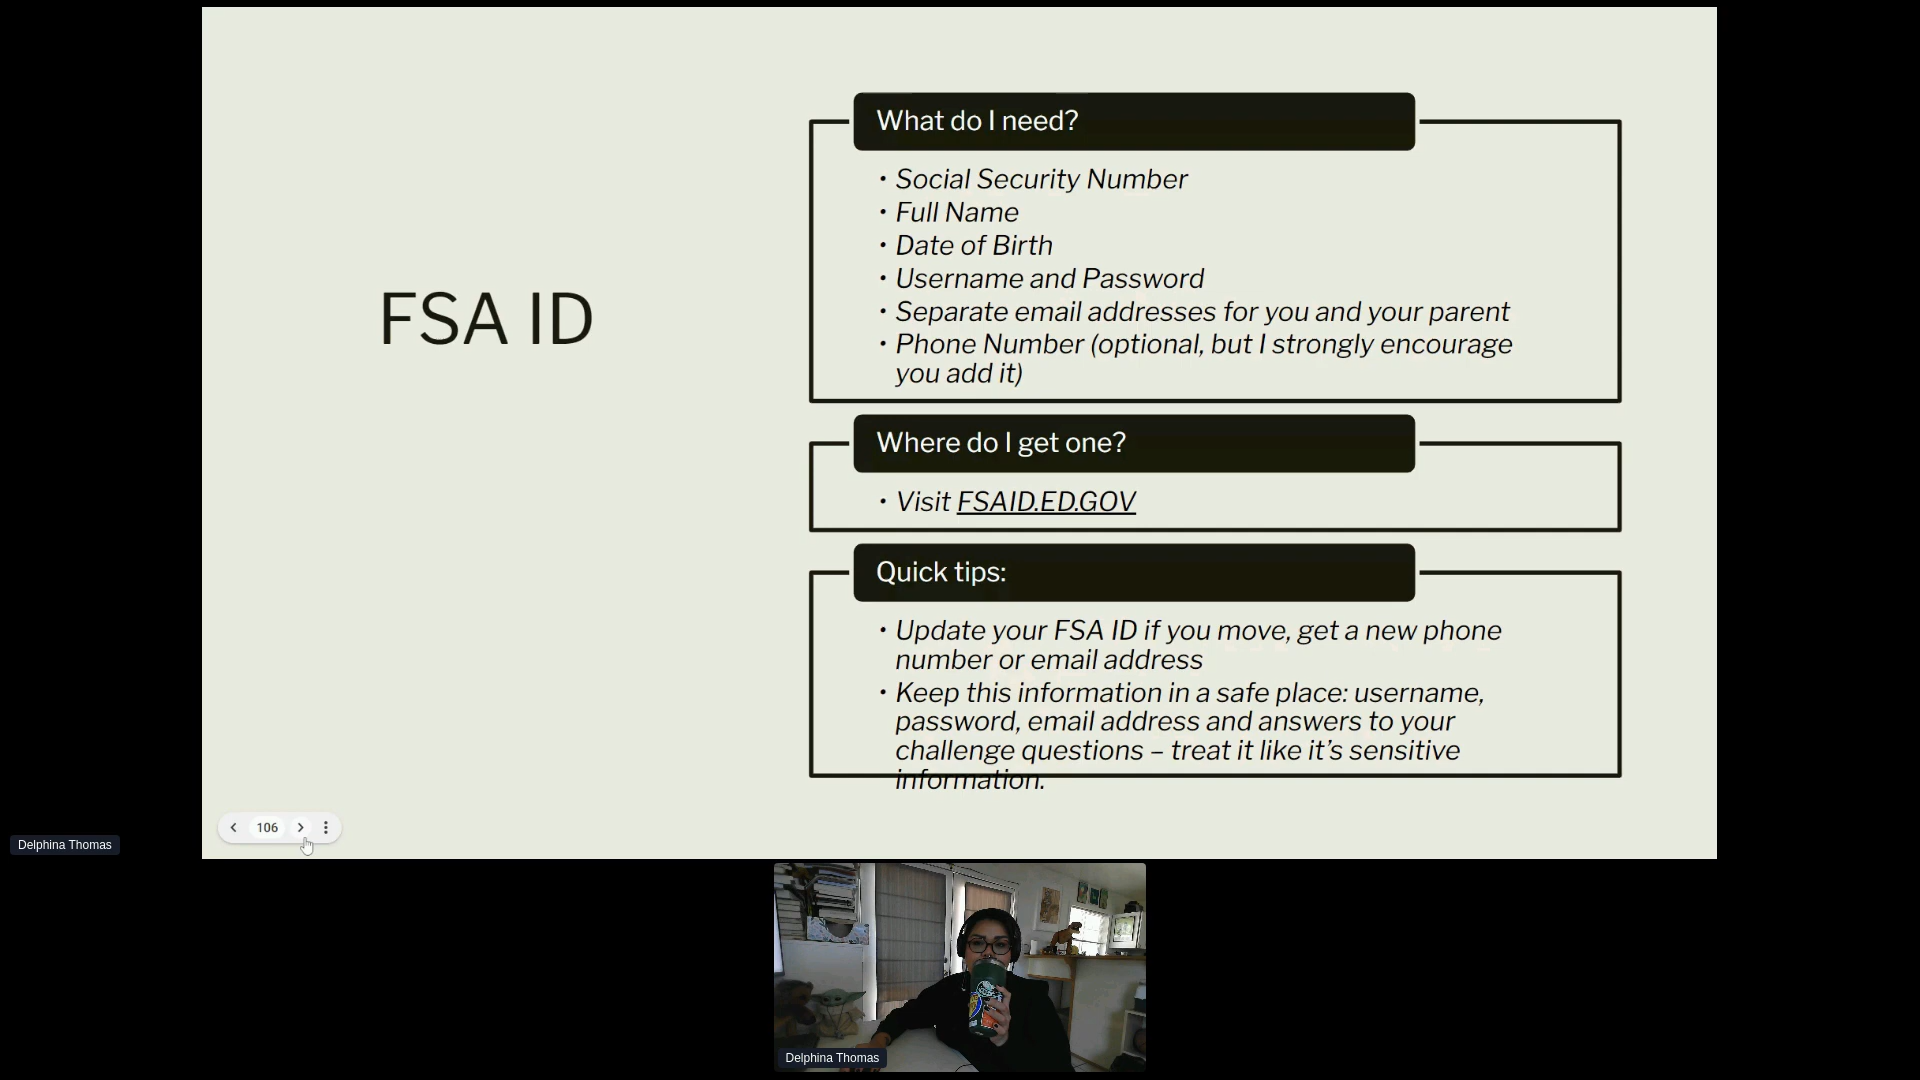 FSA ID
What do I need?
• Social Security Number
• Full Name
• Date of Birth
• Username and Password
• Separate email addresses for you and your parent
• Phone Number (optional, but I strongly encourage
you add it)
Where do I get one?
• Visit FSAID.ED.GOV
Quick tips:
• Update your FSA ID if you move, get a new phone
number or email address
• Keep this information in a safe place: username,
password, email address and answers to your
challenge questions – treat it like it’s sensitive
information.
106
Delphina Thomas
Delphina Thomas